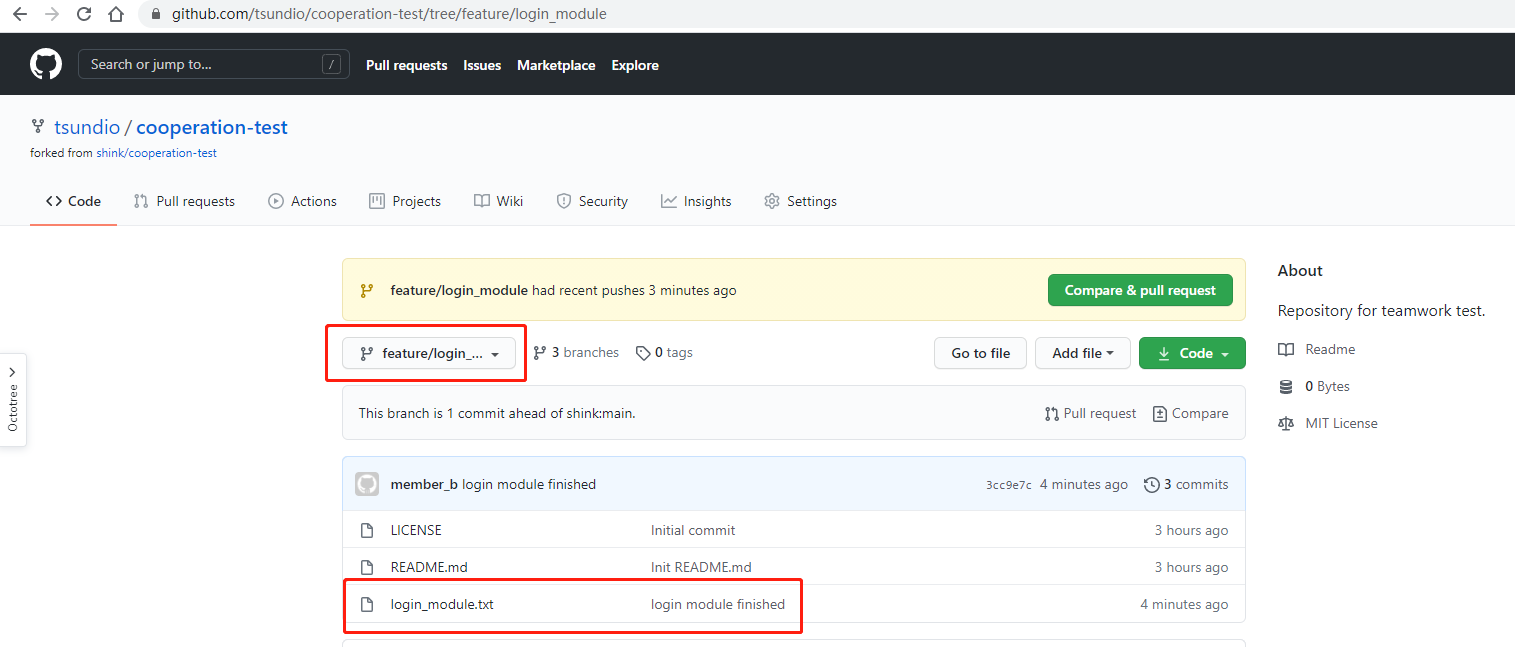 github.com/tsundio/cooperation-test/tree/feature/login_module
Search or jump to... / Pull requests Issues Marketplace Explore
tsundio / cooperation-test
forked from shink/cooperation-test
Code Pull requests Actions Projects Wiki Security Insights Settings
feature/login_module had recent pushes 3 minutes ago Compare & pull request
About
Repository for teamwork test.
feature/login_... 3 branches 0 tags Go to file Add file Code
Readme
Octotree
0 Bytes
This branch is 1 commit ahead of shink:main. Pull request Compare
MIT License
member_b login module finished 3cc9e7c 4 minutes ago 3 commits
LICENSE Initial commit 3 hours ago
README.md Init README.md 3 hours ago
login_module.txt login module finished 4 minutes ago